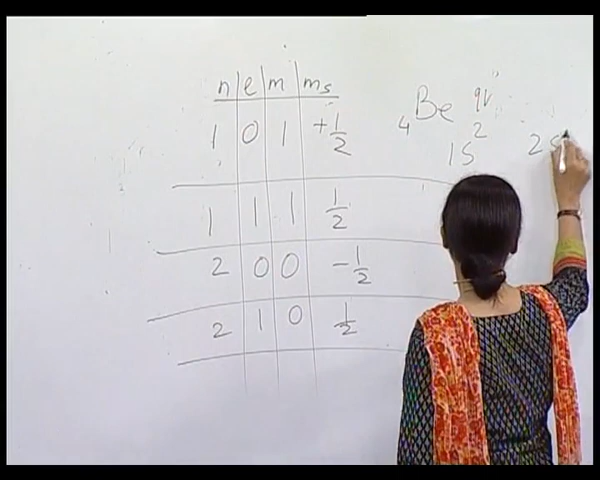 n l m ms
1 0 1 +1/2
1 1 1 1/2
2 0 0 -1/2
2 1 0 1/2
4Be
1S² 2S